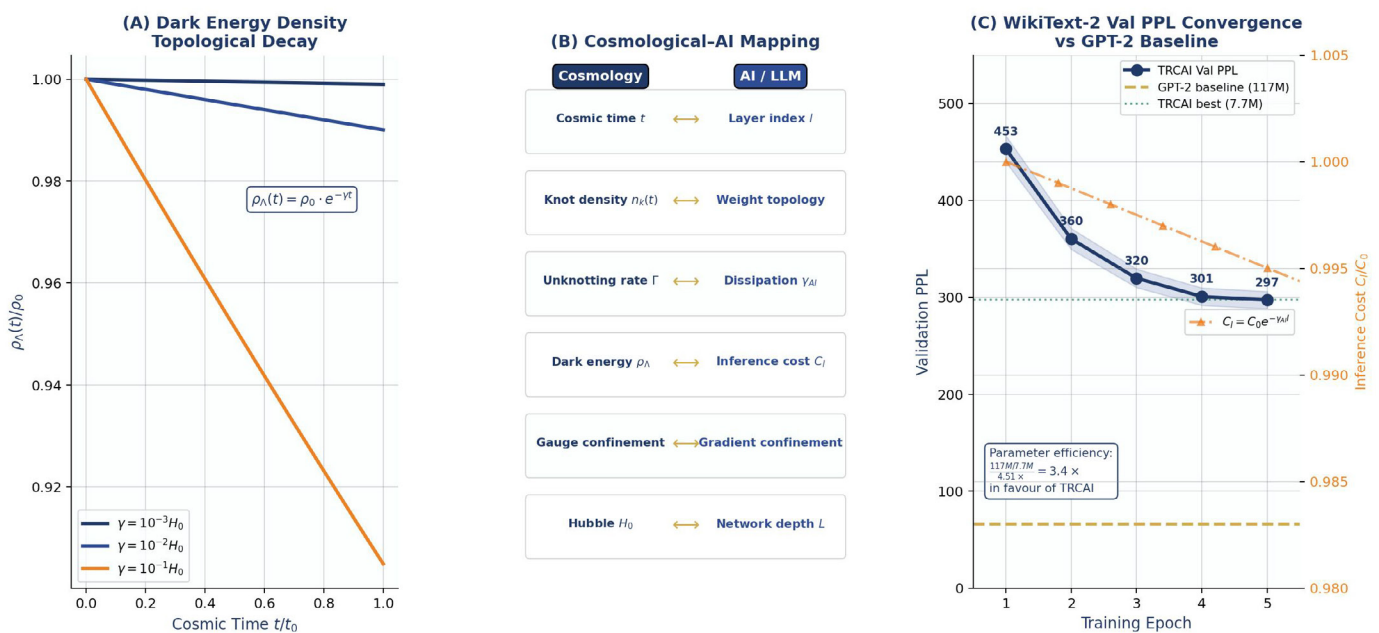 (A) Dark Energy Density
Topological Decay
1.00
0.98
0.96
0.94
0.92
ρΛ(t)/ρ0
ρΛ(t) = ρ0 · e^−γt
γ = 10^−3 H0
γ = 10^−2 H0
γ = 10^−1 H0
0.0 0.2 0.4 0.6 0.8 1.0
Cosmic Time t/t0
(B) Cosmological–AI Mapping
Cosmology AI / LLM
Cosmic time t ⟷ Layer index l
Knot density nk(t) ⟷ Weight topology
Unknotting rate Γ ⟷ Dissipation γAI
Dark energy ρΛ ⟷ Inference cost Cl
Gauge confinement ⟷ Gradient confinement
Hubble H0 ⟷ Network depth L
(C) WikiText-2 Val PPL Convergence
vs GPT-2 Baseline
TRCAI Val PPL
GPT-2 baseline (117M)
TRCAI best (7.7M)
500
400
300
200
100
0
Validation PPL
453
360
320
301
297
Cl = C0e^−γAIl
Parameter efficiency:
117M/7.7M / 4.51 × = 3.4 ×
in favour of TRCAI
1.005
1.000
0.995
0.990
0.985
0.980
Inference Cost Cl/C0
1 2 3 4 5
Training Epoch